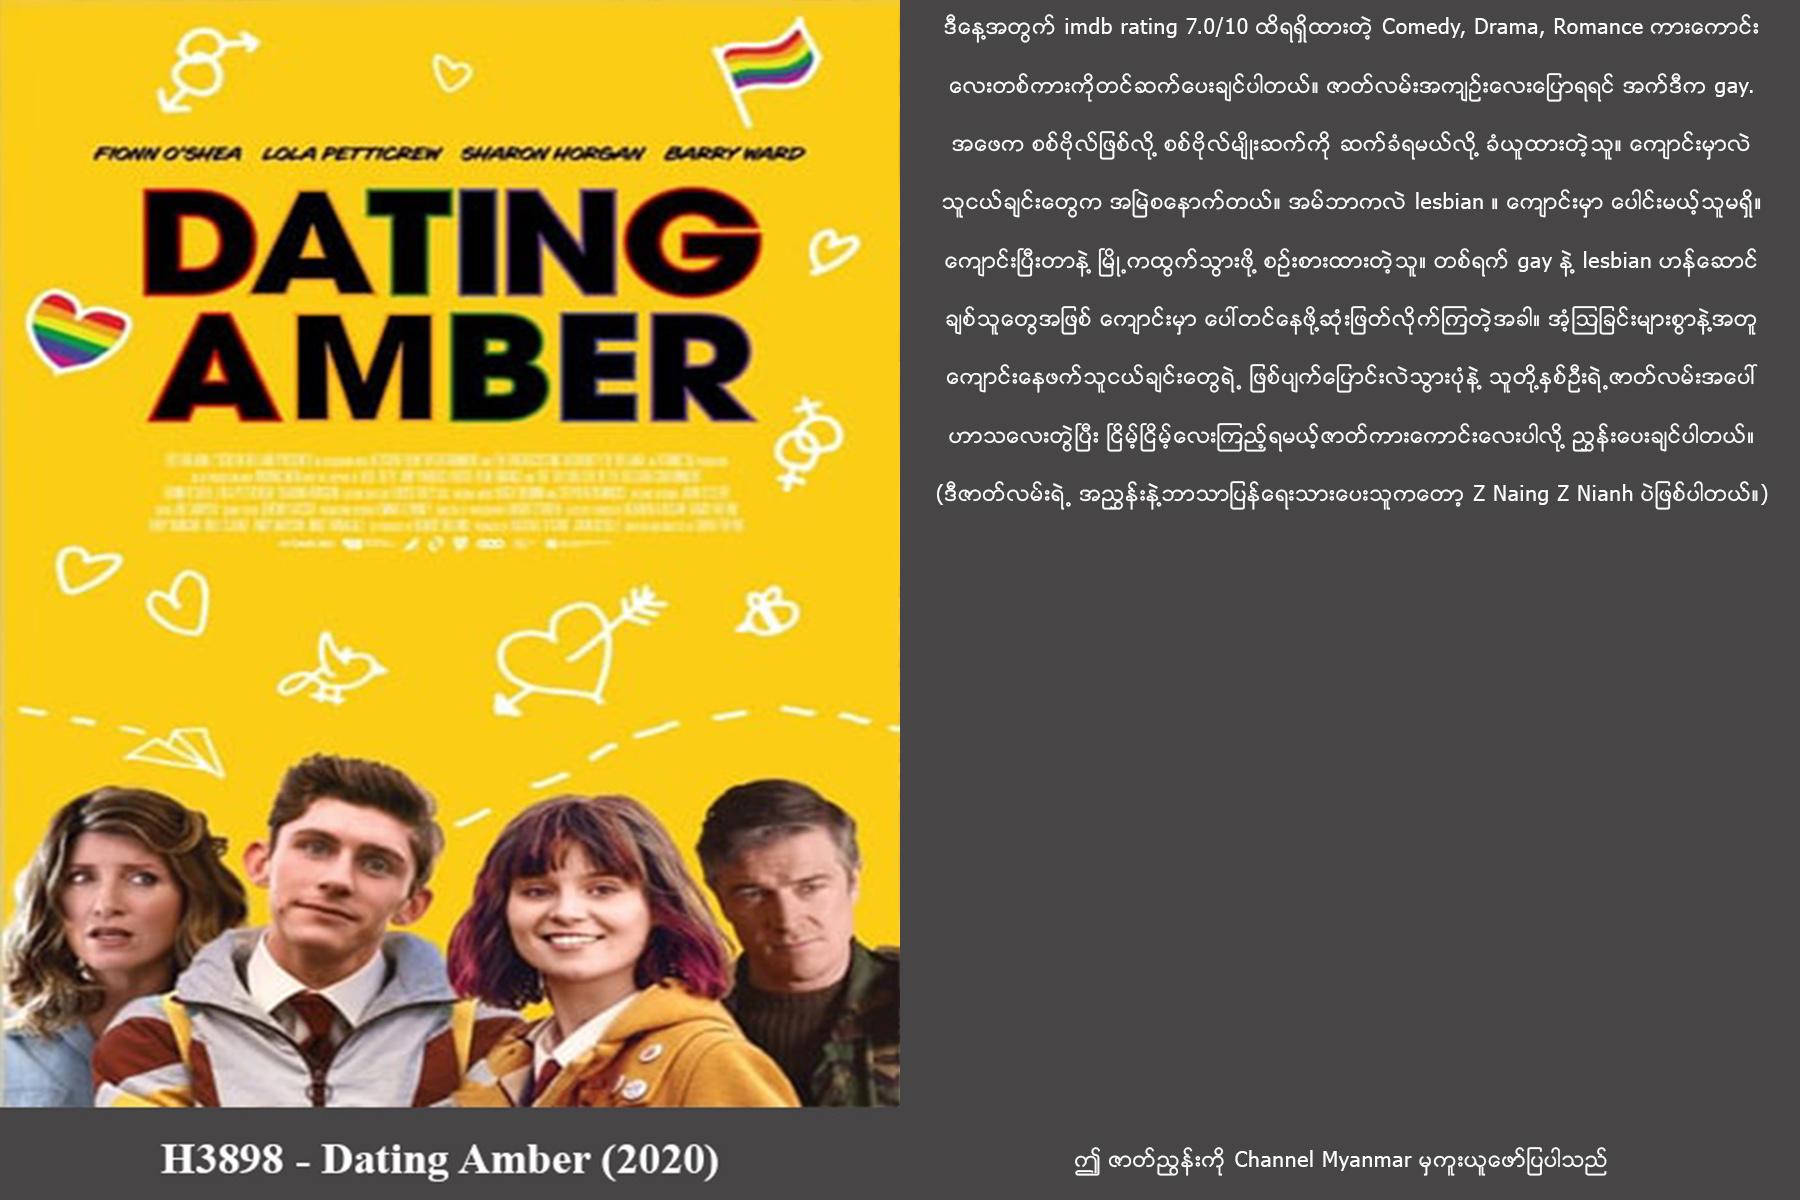 FIONN O'SHEA LOLA PETTICREW SHARON HORGAN BARRY WARD
DATING
AMBER
H3898 - Dating Amber (2020)
ဒီနေ့အတွက် imdb rating 7.0/10 ထိရရှိထားတဲ့ Comedy, Drama, Romance ကားကောင်း
လေးတစ်ကားကိုတင်ဆက်ပေးချင်ပါတယ်။ ဇာတ်လမ်းအကျဉ်းလေးပြောရရင် အက်ဒီက gay.
အဖေက စစ်ဗိုလ်ဖြစ်လို့ စစ်ဗိုလ်မျိုးဆက်ကို ဆက်ခံရမယ်လို့ ခံယူထားတဲ့သူ။ ကျောင်းမှာလဲ
သူငယ်ချင်းတွေက အမြဲစနောက်တယ်။ အမ်ဘာကလဲ lesbian ။ ကျောင်းမှာ ပေါင်းမယ့်သူမရှိ။
ကျောင်းပြီးတာနဲ့ မြို့ကထွက်သွားဖို့ စဉ်းစားထားတဲ့သူ။ တစ်ရက် gay နဲ့ lesbian ဟန်ဆောင်
ချစ်သူတွေအဖြစ် ကျောင်းမှာ ပေါ်တင်နေဖို့ဆုံးဖြတ်လိုက်ကြတဲ့အခါ။ အံ့ဩခြင်းများစွာနဲ့အတူ
ကျောင်းနေဖက်သူငယ်ချင်းတွေရဲ့ ဖြစ်ပျက်ပြောင်းလဲသွားပုံနဲ့ သူတို့နှစ်ဦးရဲ့ဇာတ်လမ်းအပေါ်
ဟာသလေးတွဲပြီး ငြိမ့်ငြိမ့်လေးကြည့်ရမယ့်ဇာတ်ကားကောင်းလေးပါလို့ ညွှန်းပေးချင်ပါတယ်။
(ဒီဇာတ်လမ်းရဲ့ အညွှန်းနဲ့ဘာသာပြန်ရေးသားပေးသူကတော့ Z Naing Z Nianh ပဲဖြစ်ပါတယ်။)
ဤ ဇာတ်ညွှန်းကို Channel Myanmar မှကူးယူဖော်ပြပါသည်